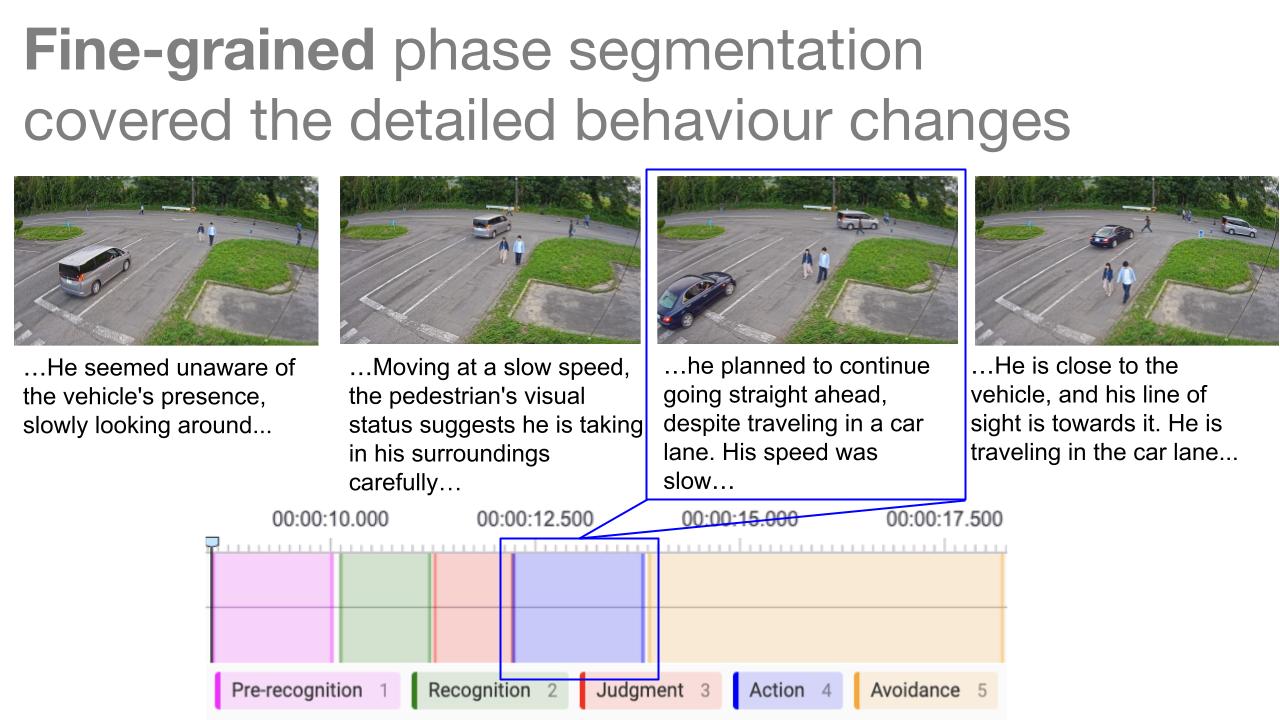 Fine-grained phase segmentation
covered the detailed behaviour changes
…He seemed unaware of
the vehicle's presence,
slowly looking around...
…Moving at a slow speed,
the pedestrian's visual
status suggests he is taking
in his surroundings
carefully…
…he planned to continue
going straight ahead,
despite traveling in a car
lane. His speed was
slow…
…He is close to the
vehicle, and his line of
sight is towards it. He is
traveling in the car lane...
00:00:10.000 00:00:12.500 00:00:15.000 00:00:17.500
Pre-recognition 1 Recognition 2 Judgment 3 Action 4 Avoidance 5